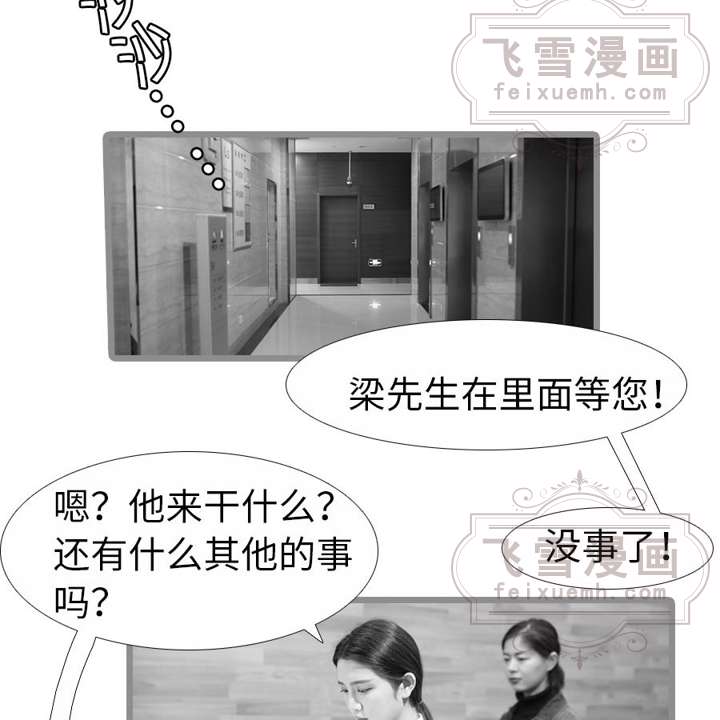 飞雪漫画
feixuemh.com
梁先生在里面等您！
嗯？他来干什么？
还有什么其他的事
吗？
没事了！
飞雪漫画
feixuemh.com